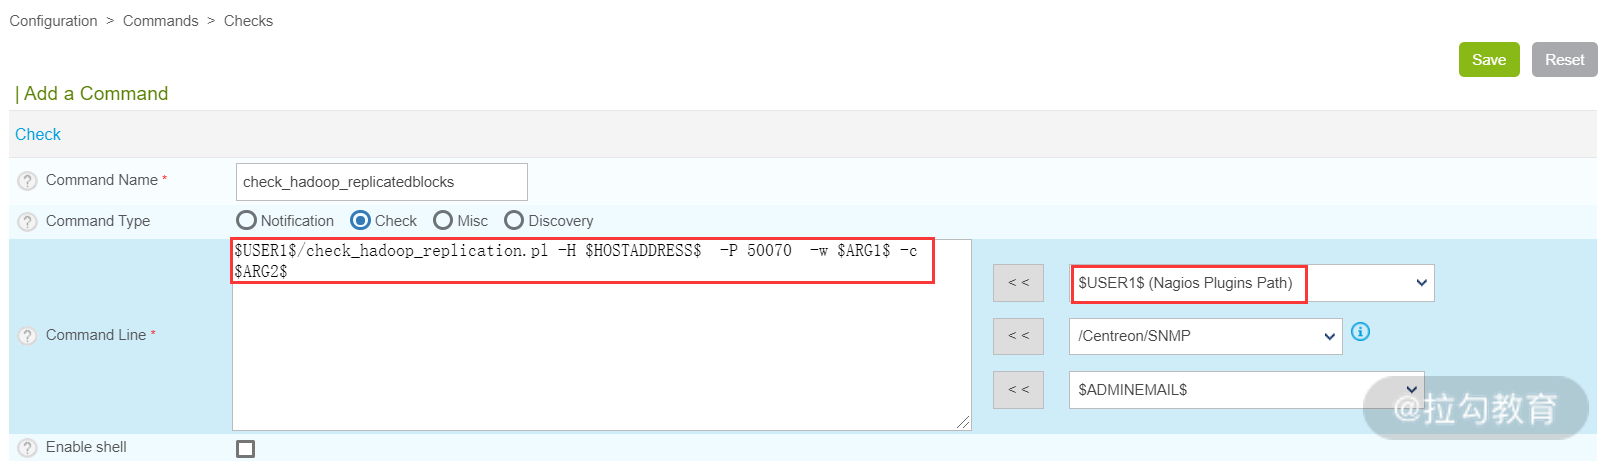 Configuration > Commands > Checks
Save Reset
| Add a Command
Check
? Command Name * check_hadoop_replicatedblocks
? Command Type Notification Check Misc Discovery
$USER1$/check_hadoop_replication.pl -H $HOSTADDRESS$  -P 50070  -w $ARG1$ -c
$ARG2$
< < $USER1$ (Nagios Plugins Path)
? Command Line * < < /Centreon/SNMP i
< < $ADMINEMAIL$
@拉勾教育
? Enable shell